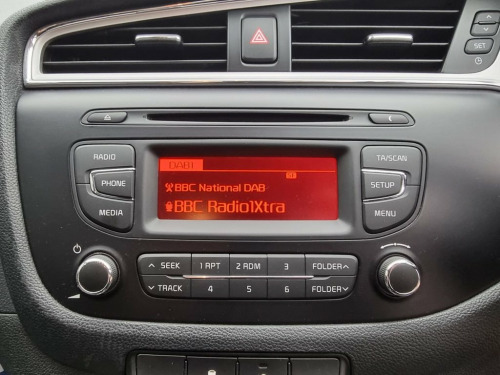 SET
RADIO
PHONE
MEDIA
DAB1
BBC National DAB
BBC Radio1Xtra
TA/SCAN
SETUP
MENU
SEEK 1 RPT 2 RDM 3 FOLDER
TRACK 4 5 6 FOLDER